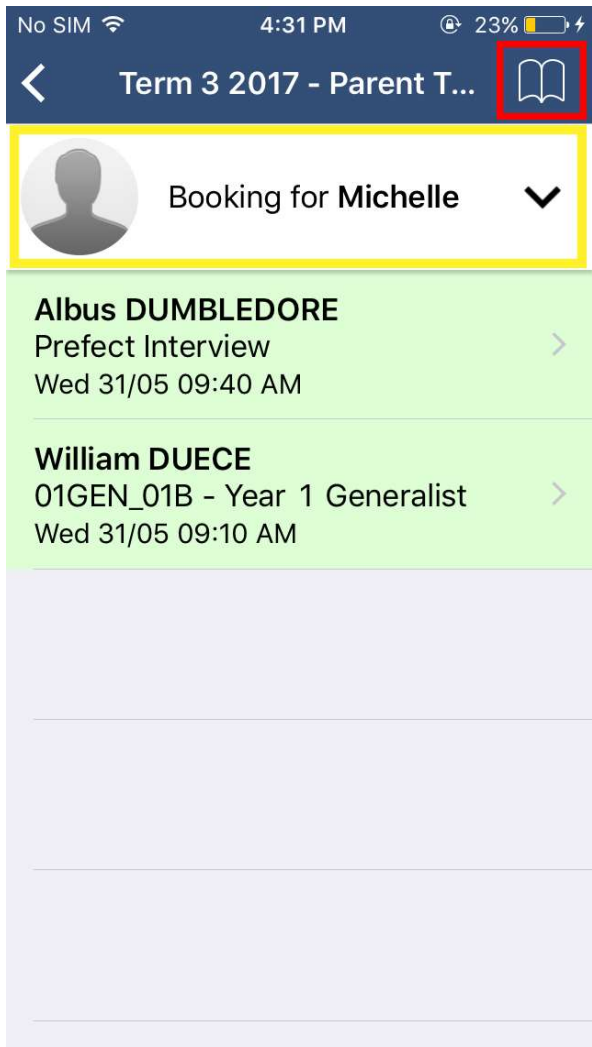 No SIM 4:31 PM 23%
Term 3 2017 - Parent T...
Booking for Michelle
Albus DUMBLEDORE
Prefect Interview
Wed 31/05 09:40 AM
William DUECE
01GEN_01B - Year 1 Generalist
Wed 31/05 09:10 AM